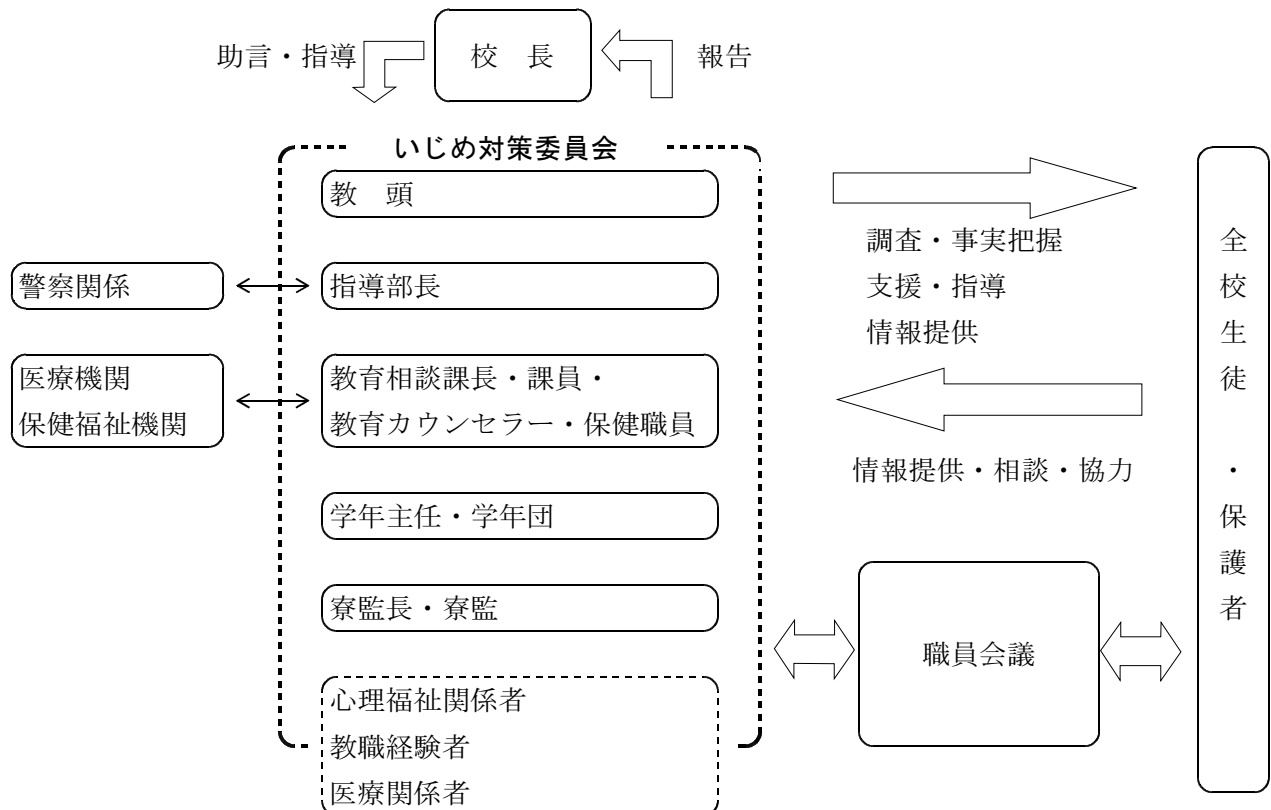 助言・指導
校　長
報告
いじめ対策委員会
教　頭
警察関係
指導部長
医療機関
保健福祉機関
教育相談課長・課員・
教育カウンセラー・保健職員
学年主任・学年団
寮監長・寮監
心理福祉関係者
教職経験者
医療関係者
調査・事実把握
支援・指導
情報提供
情報提供・相談・協力
職員会議
全校生徒　・保護者